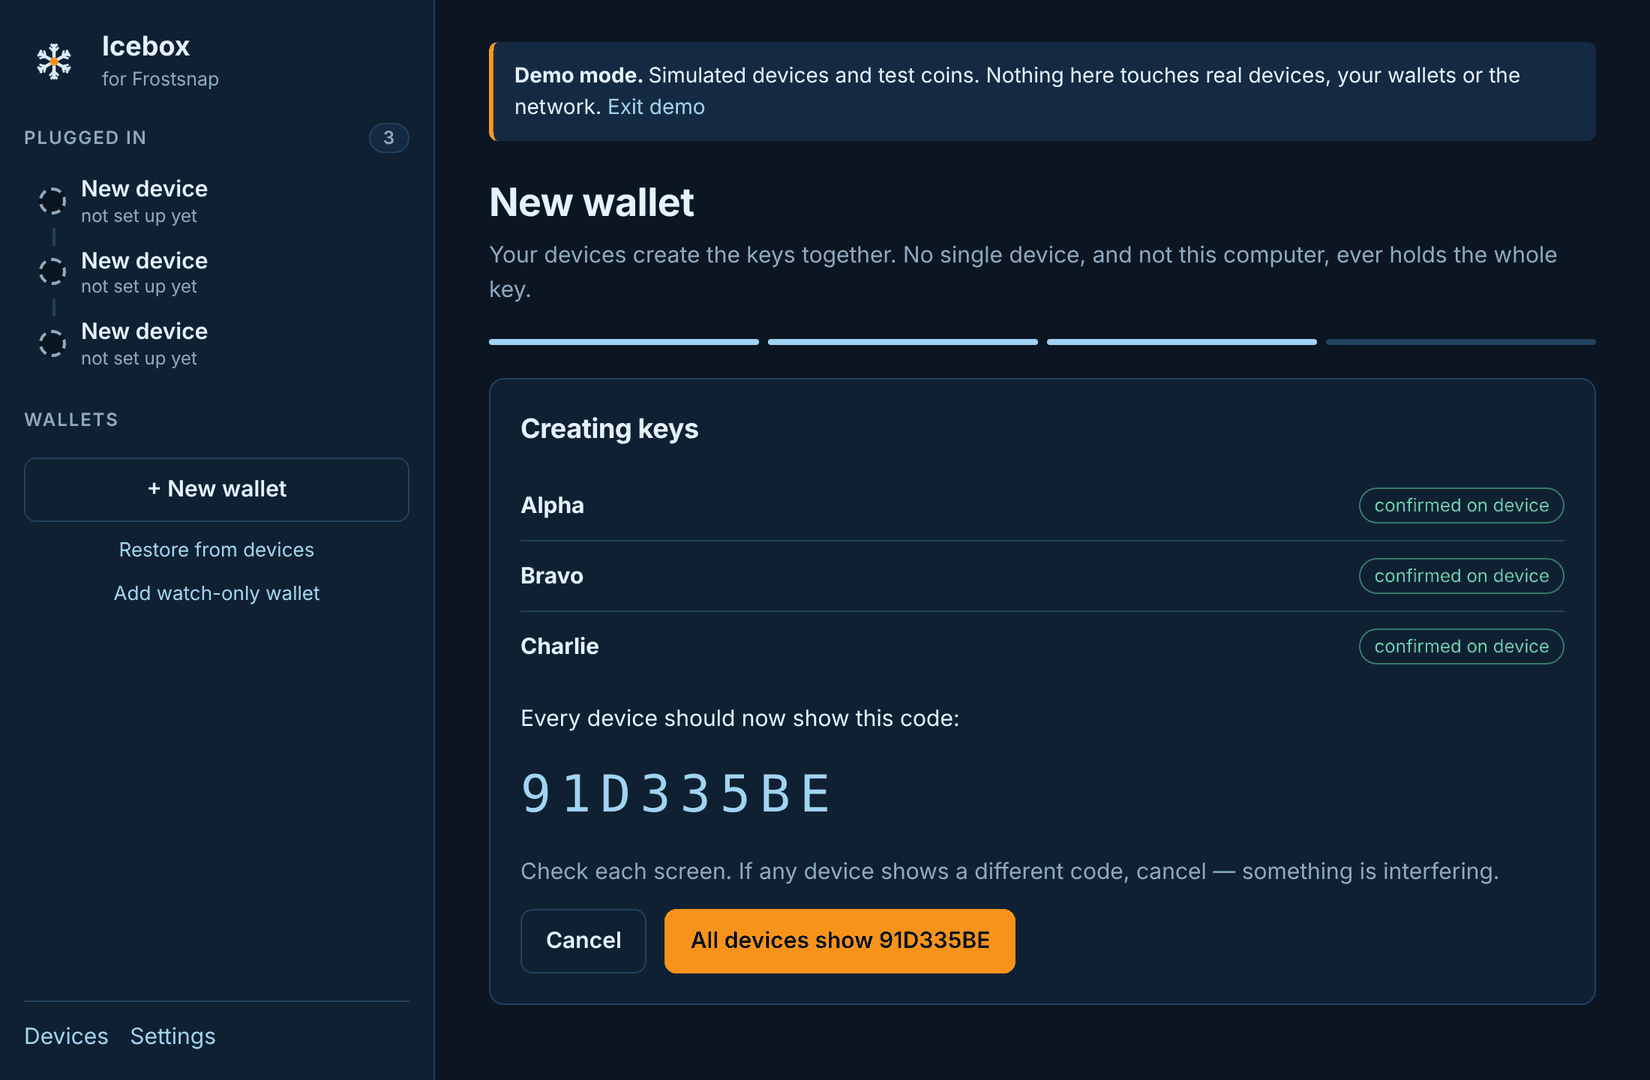 Icebox
for Frostsnap
PLUGGED IN
3
New device
not set up yet
New device
not set up yet
New device
not set up yet
WALLETS
+ New wallet
Restore from devices
Add watch-only wallet
Devices
Settings
Demo mode. Simulated devices and test coins. Nothing here touches real devices, your wallets or the
network. Exit demo
New wallet
Your devices create the keys together. No single device, and not this computer, ever holds the whole
key.
Creating keys
Alpha
confirmed on device
Bravo
confirmed on device
Charlie
confirmed on device
Every device should now show this code:
91D335BE
Check each screen. If any device shows a different code, cancel — something is interfering.
Cancel
All devices show 91D335BE